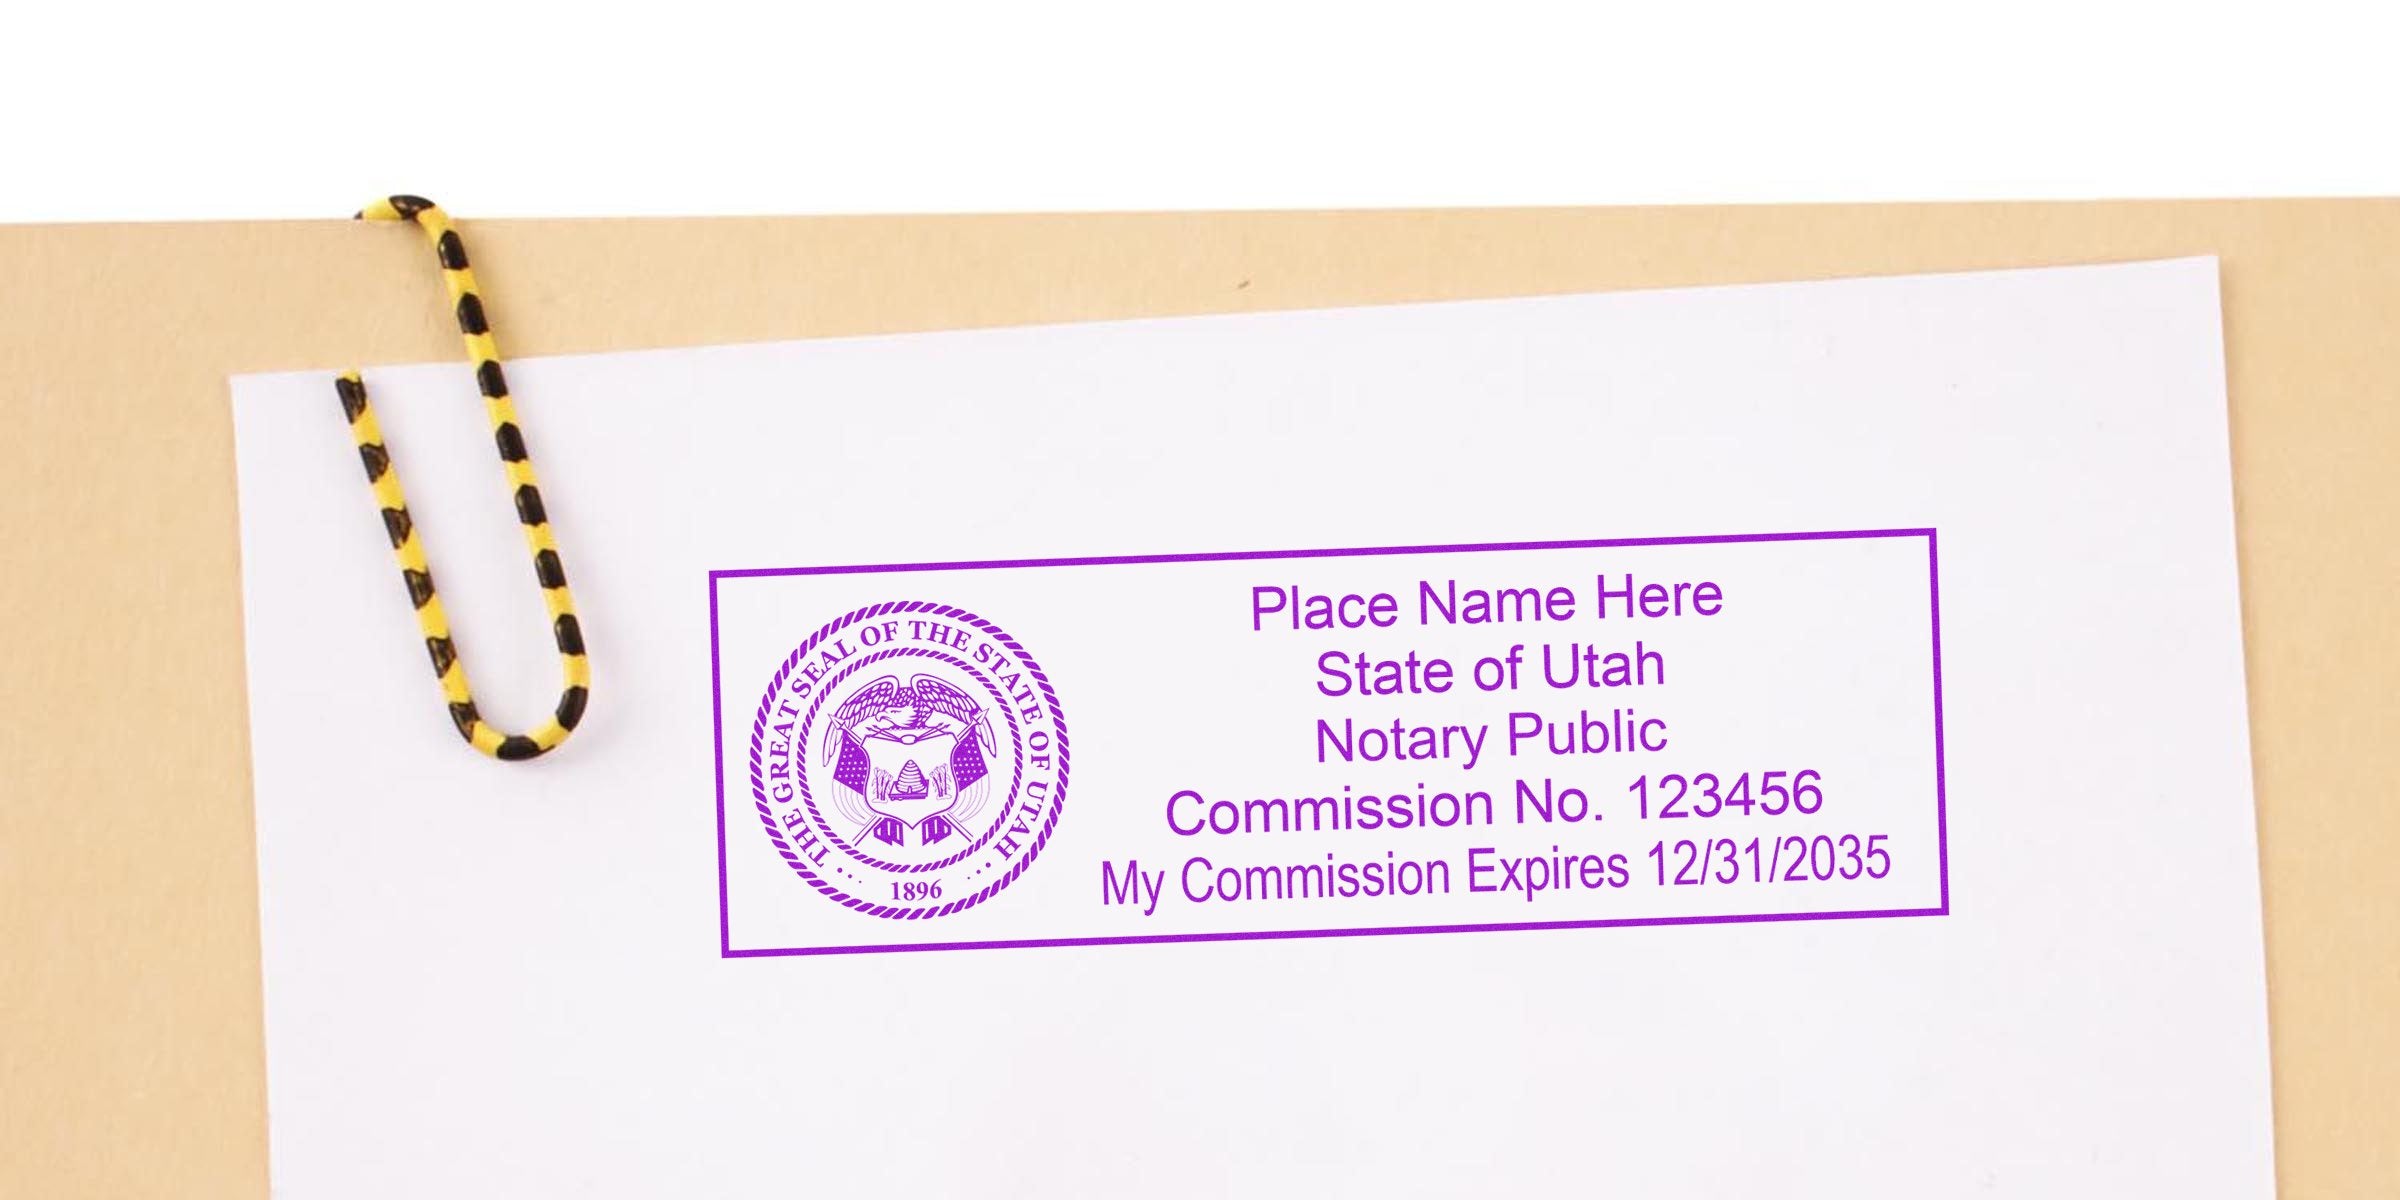 THE GREAT SEAL OF THE STATE OF UTAH
1896
Place Name Here
State of Utah
Notary Public
Commission No. 123456
My Commission Expires 12/31/2035